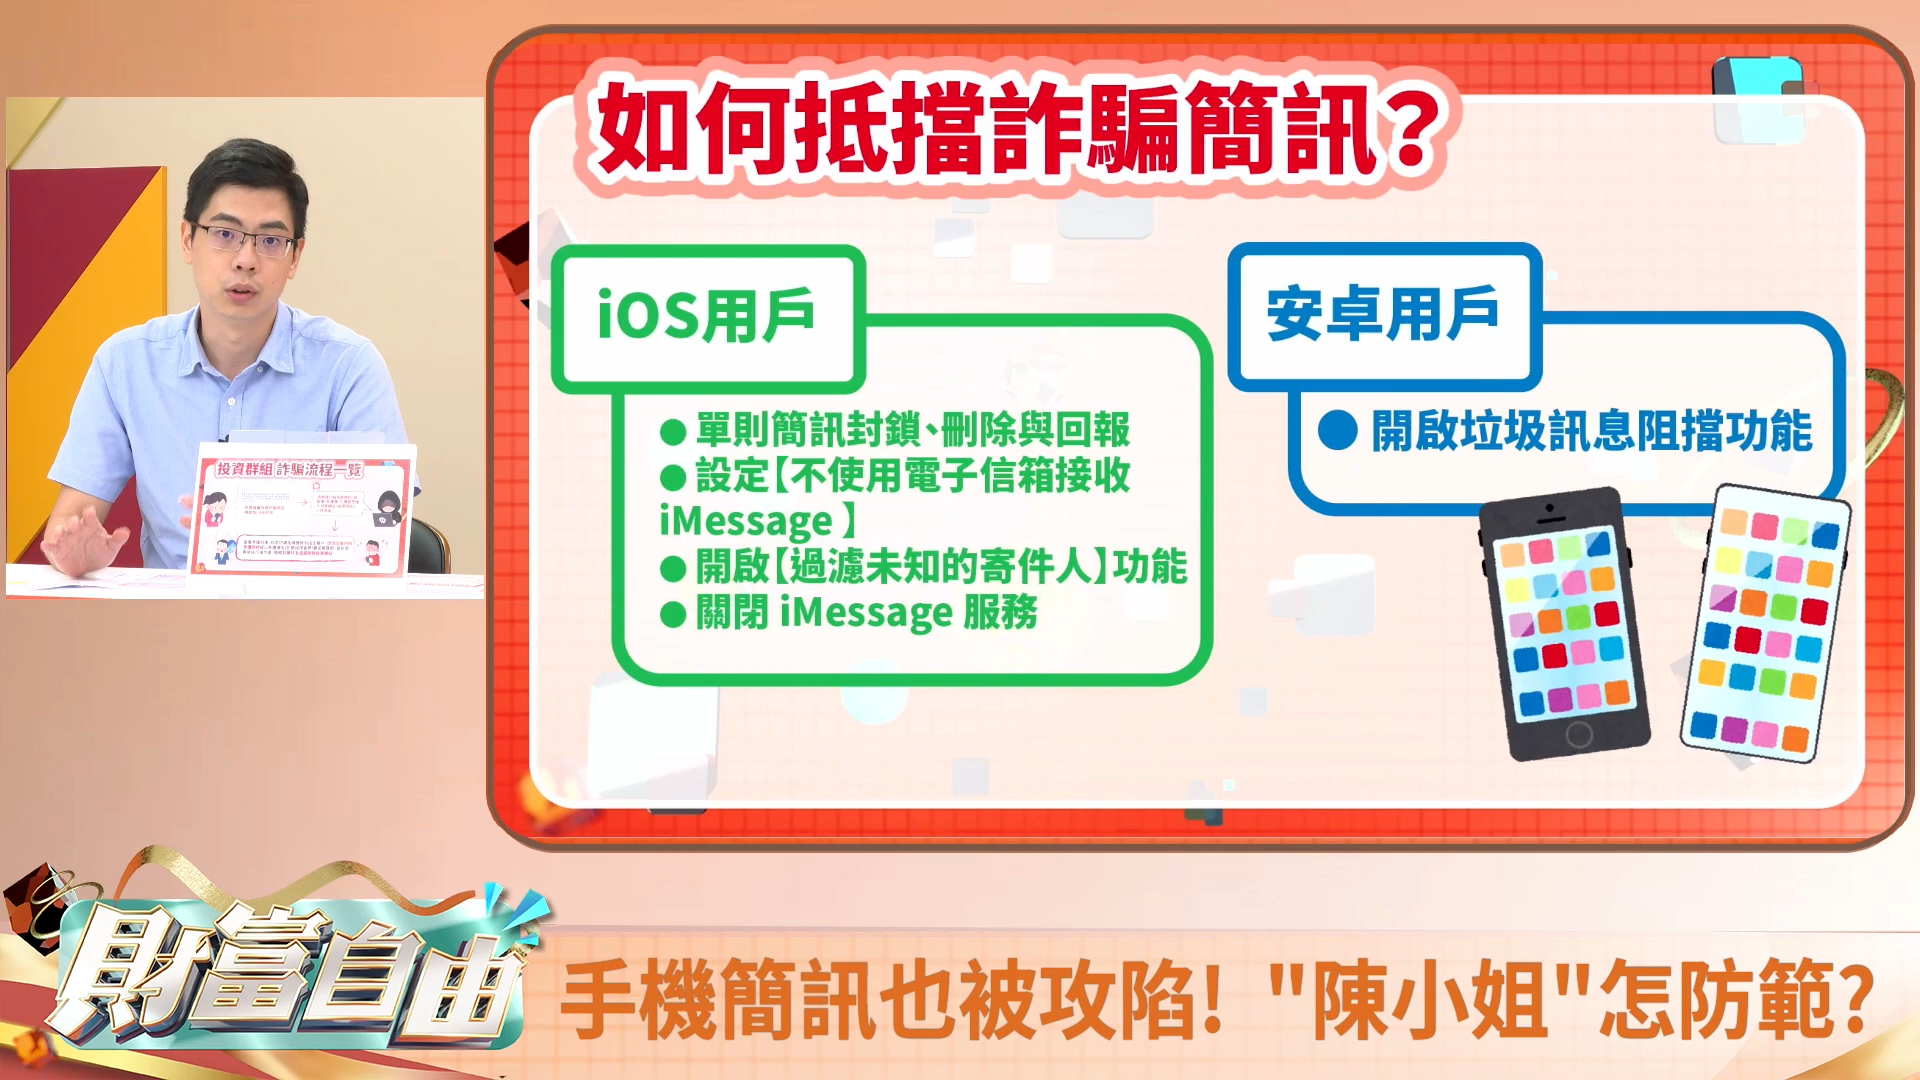 如何抵擋詐騙簡訊?
iOS用戶
● 單則簡訊封鎖、刪除與回報
● 設定【不使用電子信箱接收
iMessage】
● 開啟【過濾未知的寄件人】功能
● 關閉 iMessage 服務
安卓用戶
● 開啟垃圾訊息阻擋功能
投資群組 詐騙流程一覽
財富自由
手機簡訊也被攻陷! "陳小姐"怎防範?